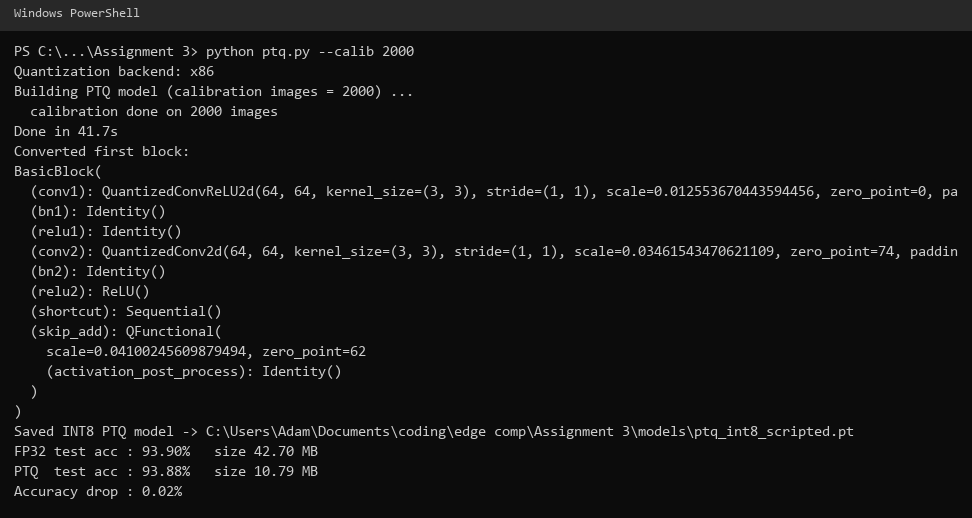 Windows PowerShell
PS C:\...\Assignment 3> python ptq.py --calib 2000
Quantization backend: x86
Building PTQ model (calibration images = 2000) ...
  calibration done on 2000 images
Done in 41.7s
Converted first block:
BasicBlock(
  (conv1): QuantizedConvReLU2d(64, 64, kernel_size=(3, 3), stride=(1, 1), scale=0.012553670443594456, zero_point=0, pa
  (bn1): Identity()
  (relu1): Identity()
  (conv2): QuantizedConv2d(64, 64, kernel_size=(3, 3), stride=(1, 1), scale=0.03461543470621109, zero_point=74, paddin
  (bn2): Identity()
  (relu2): ReLU()
  (shortcut): Sequential()
  (skip_add): QFunctional(
    scale=0.04100245609879494, zero_point=62
    (activation_post_process): Identity()
  )
)
Saved INT8 PTQ model -> C:\Users\Adam\Documents\coding\edge comp\Assignment 3\models\ptq_int8_scripted.pt
FP32 test acc : 93.90%   size 42.70 MB
PTQ  test acc : 93.88%   size 10.79 MB
Accuracy drop : 0.02%